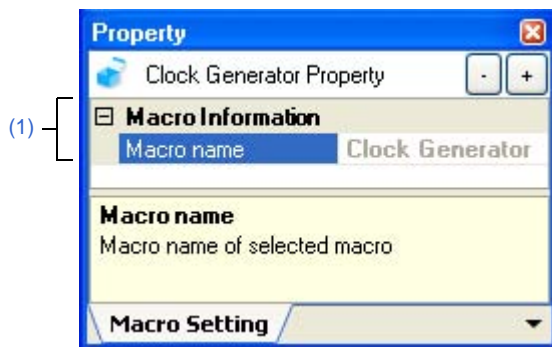 Property
Clock Generator Property - +
(1)
Macro Information
Macro name Clock Generator
Macro name
Macro name of selected macro
Macro Setting